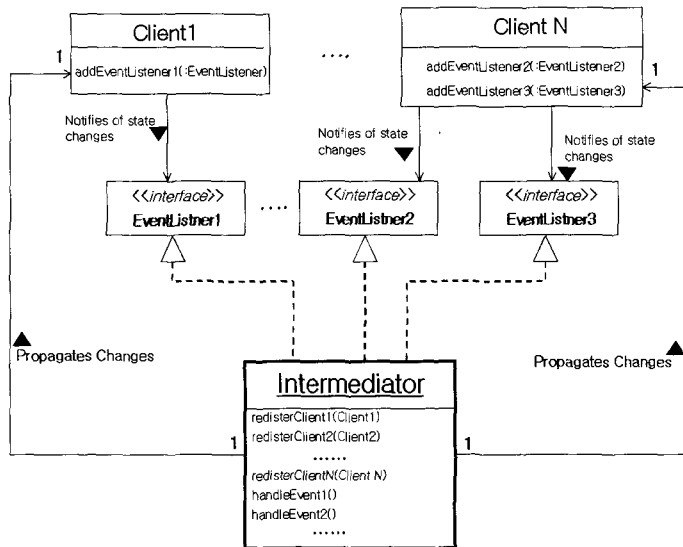 Client1
addEventListener1(:EventListener)
....
Client N
addEventListener2(:EventListener2)
addEventListener3(:EventListener3)
1
1
Notifies of state
changes
Notifies of state
changes
Notifies of state
changes
<<interface>>
EventListner1
....
<<interface>>
EventListner2
<<interface>>
EventListner3
Propagates Changes
Propagates Changes
Intermediator
redisterClient1(Client1)
redisterClient2(Client2)
......
redisterClientN(Client N)
handleEvent1()
handleEvent2()
......
1
1